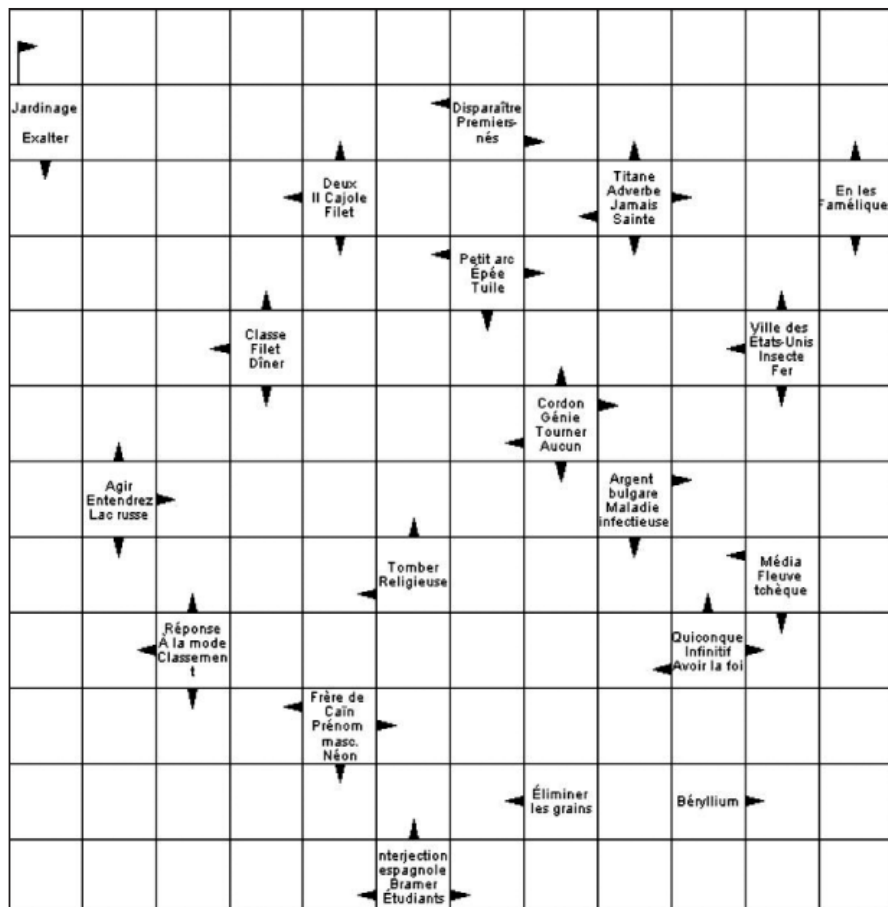 Jardinage
Exalter
Disparaître
Premiers-
nés
Deux
II Cajole
Filet
Titane
Adverbe
Jamais
Sainte
En les
Famélique
Petit arc
Épée
Tuile
Classe
Filet
Dîner
Ville des
États-Unis
Insecte
Fer
Cordon
Génie
Tourner
Aucun
Agir
Entendrez
Lac russe
Argent
bulgare
Maladie
infectieuse
Tomber
Religieuse
Média
Fleuve
tchèque
Réponse
À la mode
Classemen
t
Quiconque
Infinitif
Avoir la foi
Frère de
Caïn
Prénom
masc.
Néon
Éliminer
les grains
Béryllium
nterjection
espagnole
Bramer
Étudiants